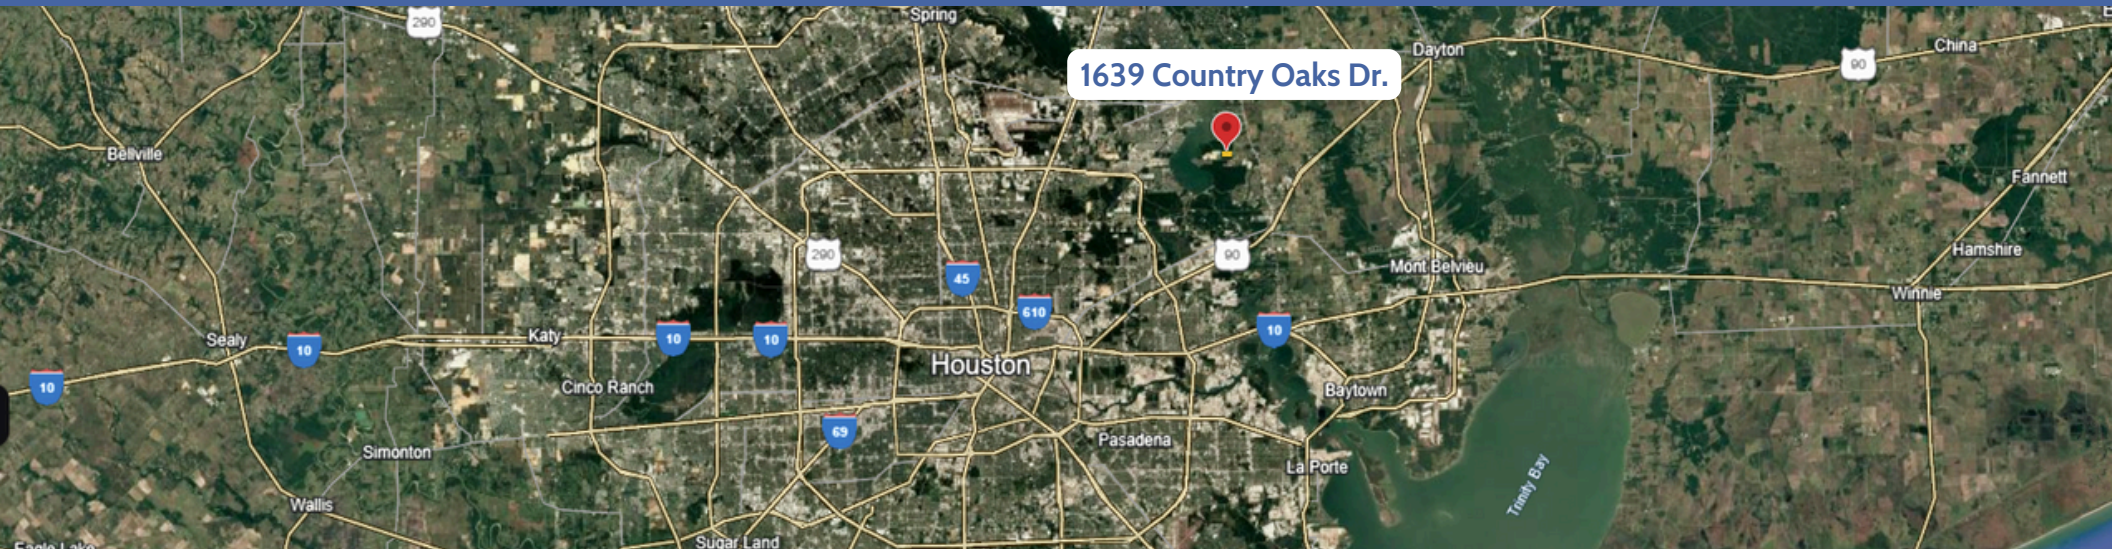 290
Spring
1639 Country Oaks Dr.
Dayton
90
China
Bellville
Fannett
290
45
90
Mont Belvieu
Hamshire
610
Winnie
Sealy
10
Katy
10
10
10
Houston
10
Cinco Ranch
Baytown
69
Simonton
Pasadena
La Porte
Trinity Bay
Wallis
Sugar Land
Eagle Lake